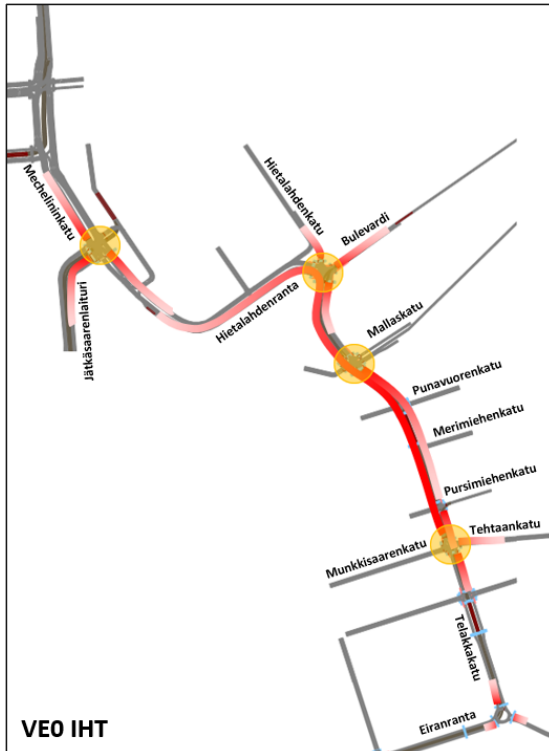 Mechelininkatu
Jätkäsaarenlaituri
Hietalahdenkatu
Bulevardi
Hietalahdenranta
Mallaskatu
Punavuorenkatu
Merimiehenkatu
Pursimiehenkatu
Tehtaankatu
Munkkisaarenkatu
Telakkakatu
Eiranranta
VE0 IHT